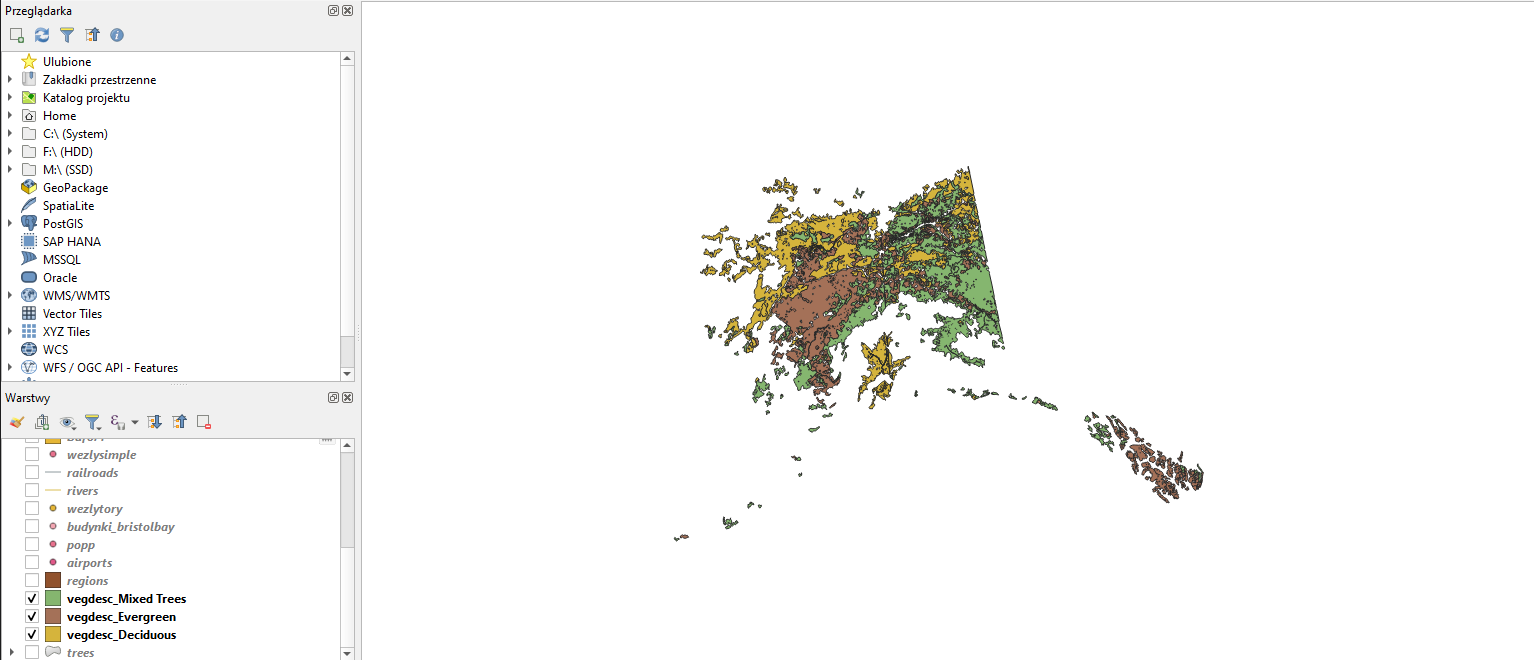 Przeglądarka
Ulubione
Zakładki przestrzenne
Katalog projektu
Home
C:\ (System)
F:\ (HDD)
M:\ (SSD)
GeoPackage
SpatiaLite
PostGIS
SAP HANA
MSSQL
Oracle
WMS/WMTS
Vector Tiles
XYZ Tiles
WCS
WFS / OGC API - Features
Warstwy
wezlysimple
railroads
rivers
wezlytory
budynki_bristolbay
popp
airports
regions
vegdesc_Mixed Trees
vegdesc_Evergreen
vegdesc_Deciduous
trees